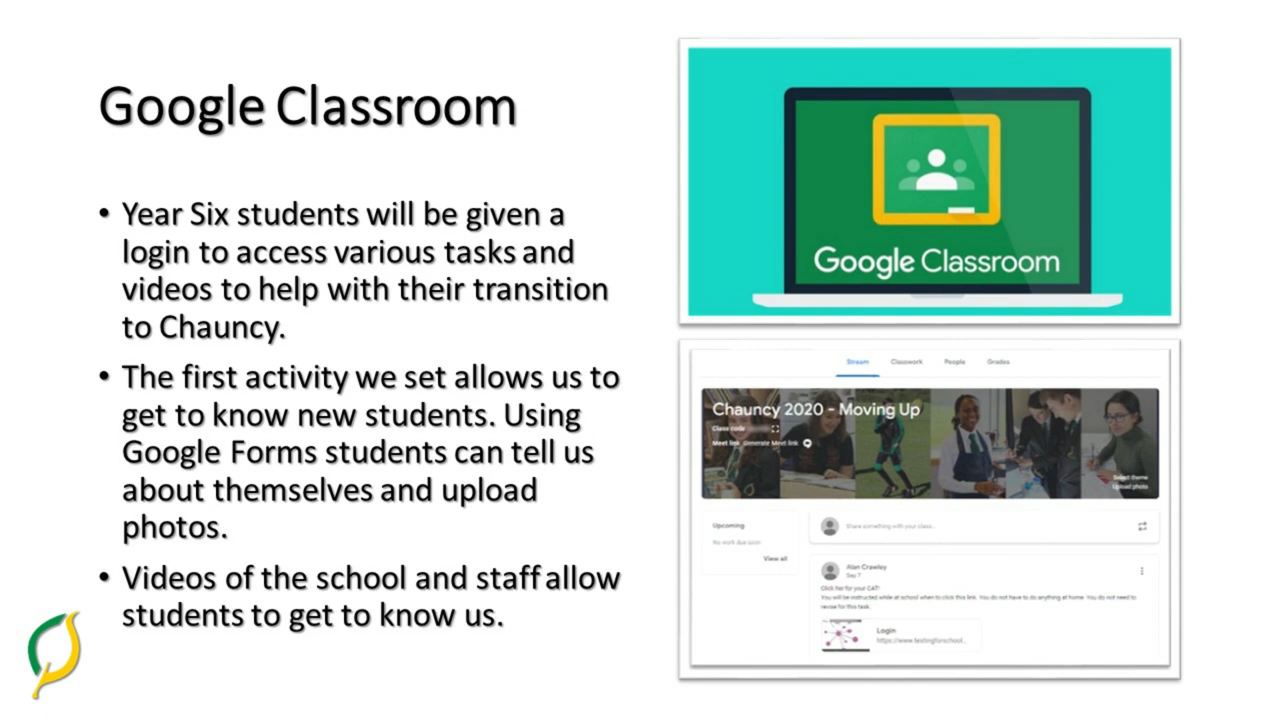 Google Classroom
• Year Six students will be given a
login to access various tasks and
videos to help with their transition
to Chauncy.
• The first activity we set allows us to
get to know new students. Using
Google Forms students can tell us
about themselves and upload
photos.
• Videos of the school and staff allow
students to get to know us.
Google Classroom
Stream Classwork People Grades
Chauncy 2020 - Moving Up
Class code
Meet link Generate Meet link
Select theme
Upload photo
Upcoming
No work due soon
View all
Share something with your class...
Alan Crawley
Sep 7
Click her for your CAT!
You will be instructed while at school when to click this link. You do not have to do anything at home. You do not need to
revise for this task.
Login
https://www.testingforschool...